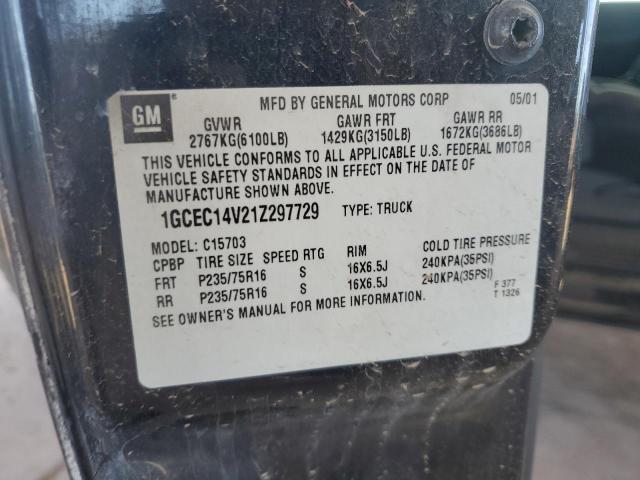 GM
MFD BY GENERAL MOTORS CORP 05/01
GVWR GAWR FRT GAWR RR
2767KG(6100LB) 1429KG(3150LB) 1672KG(3686LB)
THIS VEHICLE CONFORMS TO ALL APPLICABLE U.S. FEDERAL MOTOR
VEHICLE SAFETY STANDARDS IN EFFECT ON THE DATE OF
MANUFACTURE SHOWN ABOVE.
1GCEC14V21Z297729 TYPE: TRUCK
MODEL: C15703
CPBP TIRE SIZE SPEED RTG RIM COLD TIRE PRESSURE
FRT P235/75R16 S 16X6.5J 240KPA(35PSI)
RR P235/75R16 S 16X6.5J 240KPA(35PSI)
SEE OWNER'S MANUAL FOR MORE INFORMATION.
F 377
T 1326